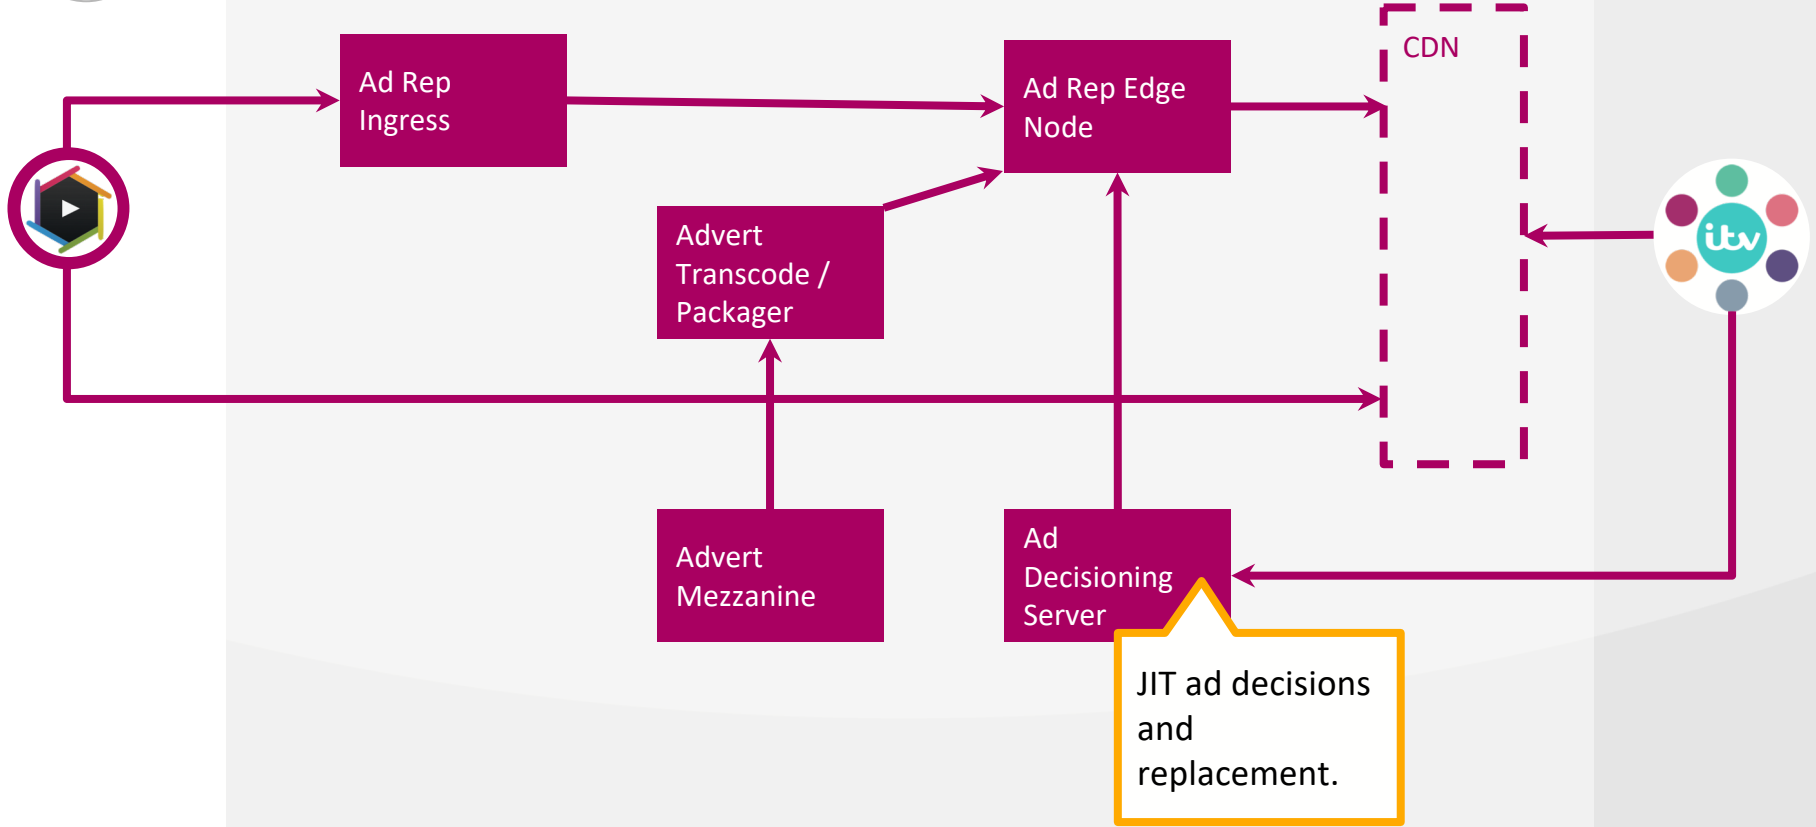 Ad Rep
Ingress
Ad Rep Edge
Node
CDN
Advert
Transcode /
Packager
itv
Advert
Mezzanine
Ad
Decisioning
Server
JIT ad decisions
and
replacement.